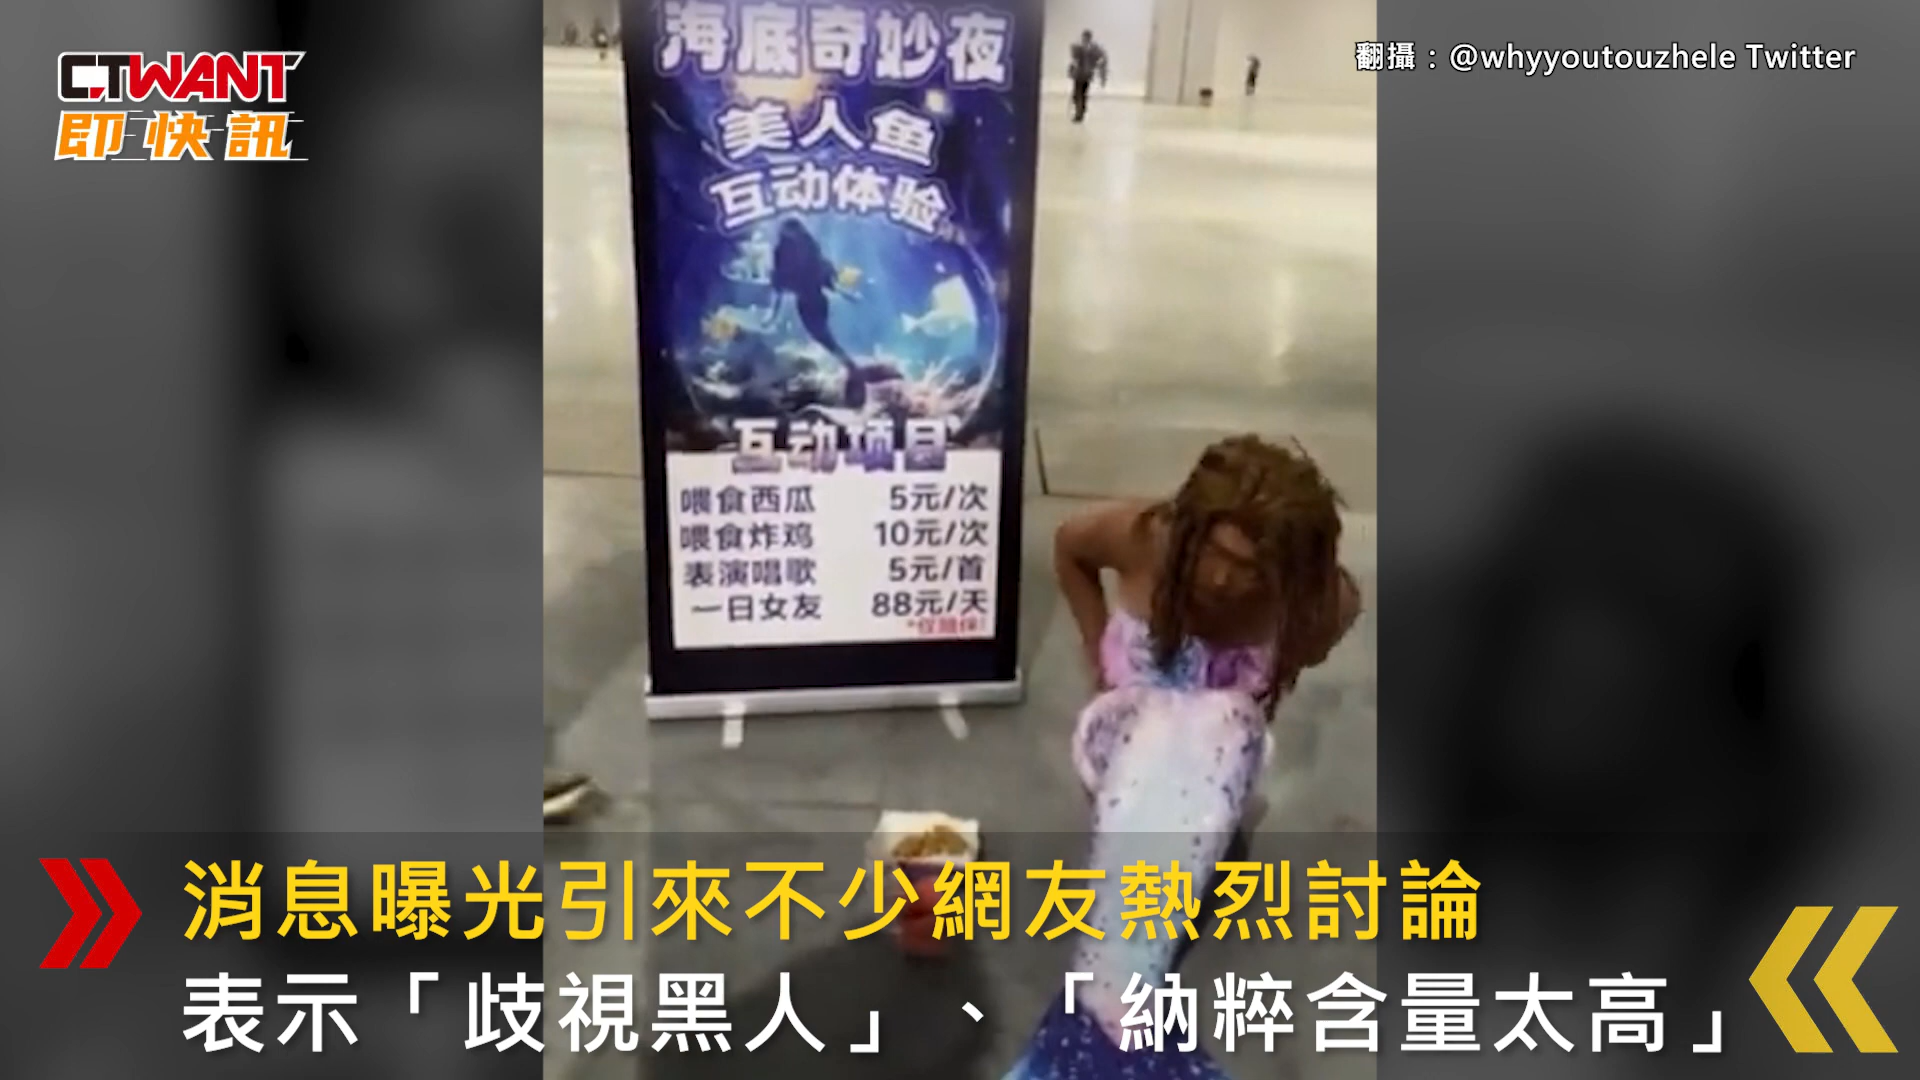 CTWANT
即快訊
翻攝：@whyyoutouzhele Twitter
海底奇妙夜
美人鱼
互动体验
互动项目
喂食西瓜 5元/次
喂食炸鸡 10元/次
表演唱歌 5元/首
一日女友 88元/天
消息曝光引來不少網友熱烈討論
表示「歧視黑人」、「納粹含量太高」